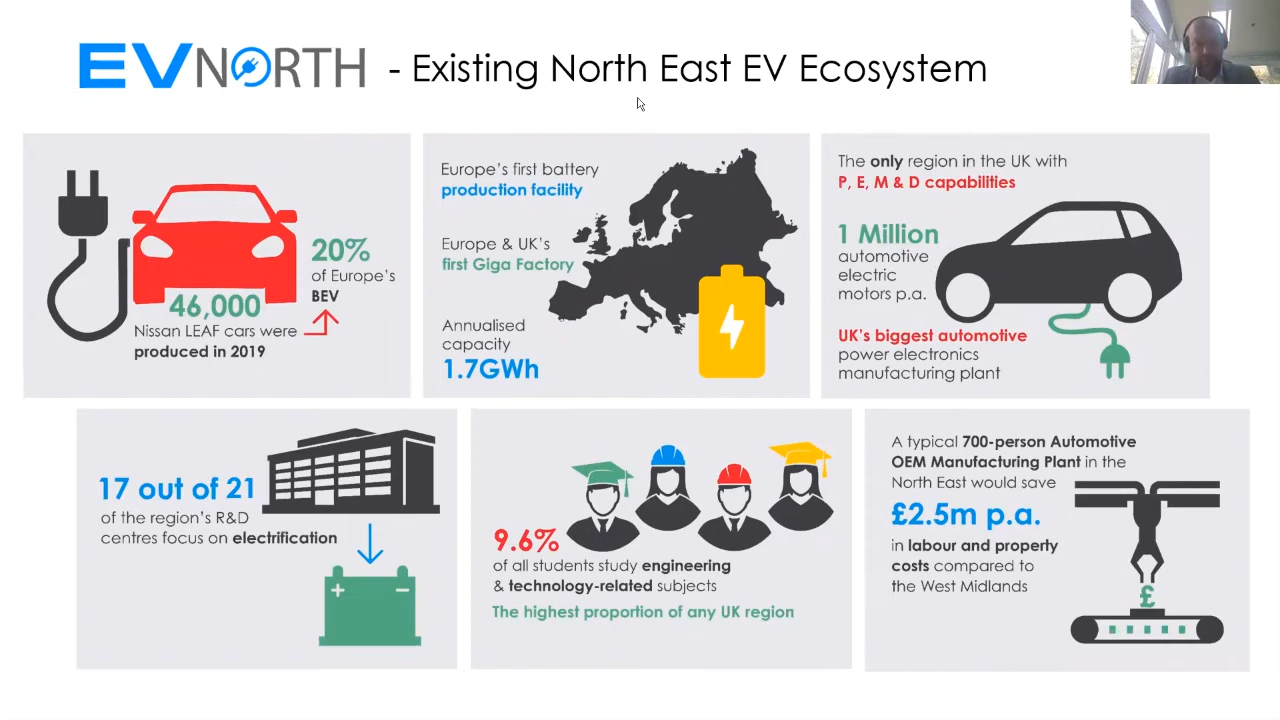 EVNORTH - Existing North East EV Ecosystem
20%
of Europe's
BEV
46,000
Nissan LEAF cars were
produced in 2019
Europe's first battery
production facility
Europe & UK's
first Giga Factory
Annualised
capacity
1.7GWh
The only region in the UK with
P, E, M & D capabilities
1 Million
automotive
electric
motors p.a.
UK's biggest automotive
power electronics
manufacturing plant
17 out of 21
of the region's R&D
centres focus on electrification
+ −
9.6%
of all students study engineering
& technology-related subjects
The highest proportion of any UK region
A typical 700-person Automotive
OEM Manufacturing Plant in the
North East would save
£2.5m p.a.
in labour and property
costs compared to
the West Midlands
£